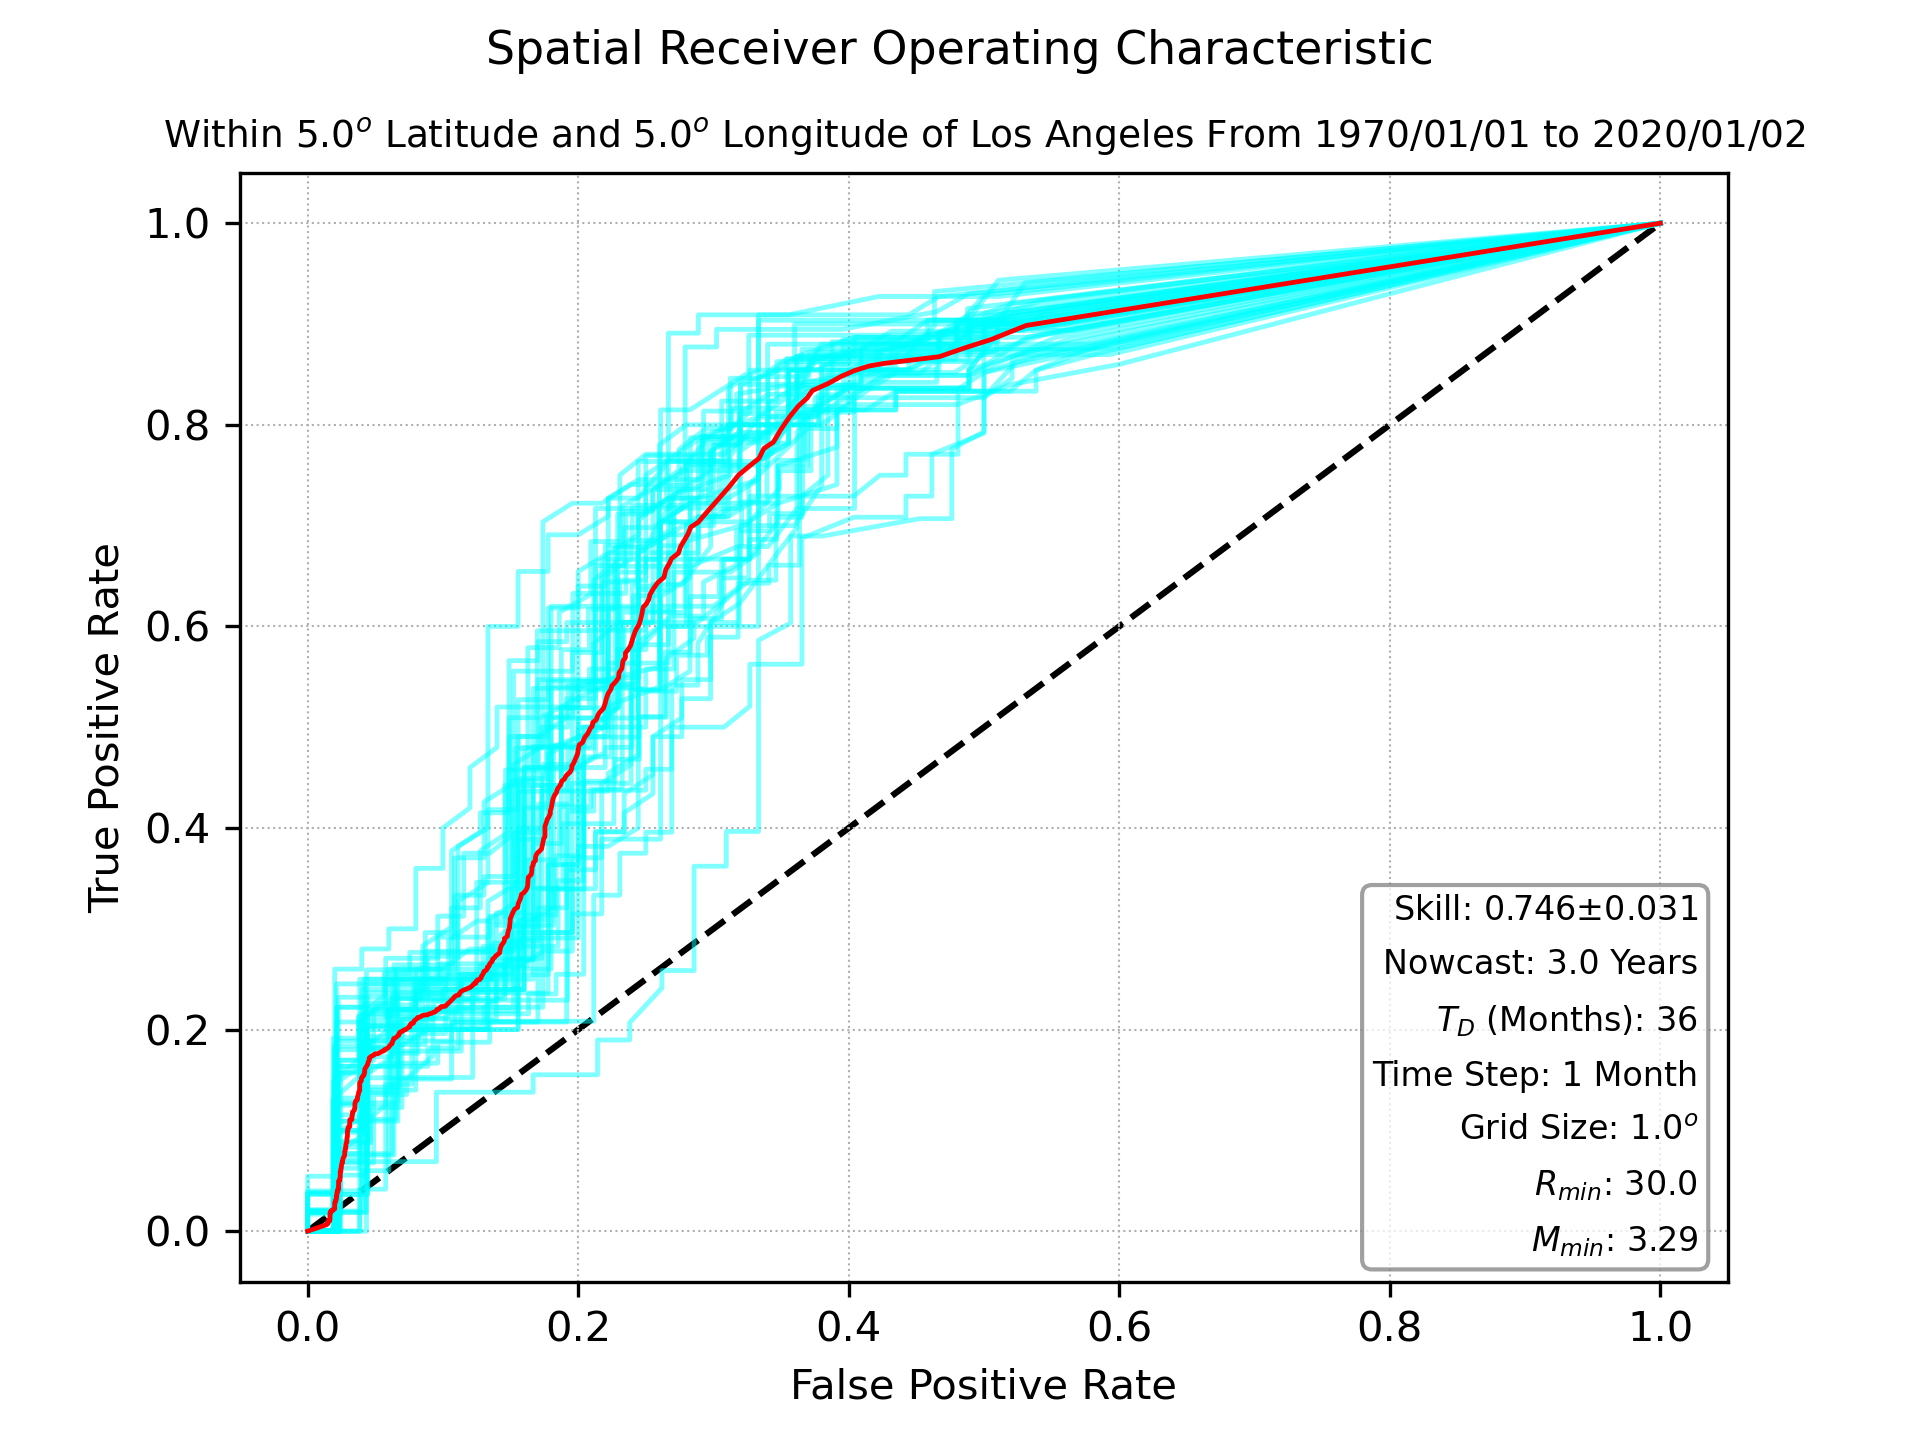 Spatial Receiver Operating Characteristic
Within 5.0° Latitude and 5.0° Longitude of Los Angeles From 1970/01/01 to 2020/01/02
True Positive Rate
1.0
0.8
0.6
0.4
0.2
0.0
Skill: 0.746±0.031
Nowcast: 3.0 Years
T_D (Months): 36
Time Step: 1 Month
Grid Size: 1.0°
R_min: 30.0
M_min: 3.29
0.0 0.2 0.4 0.6 0.8 1.0
False Positive Rate